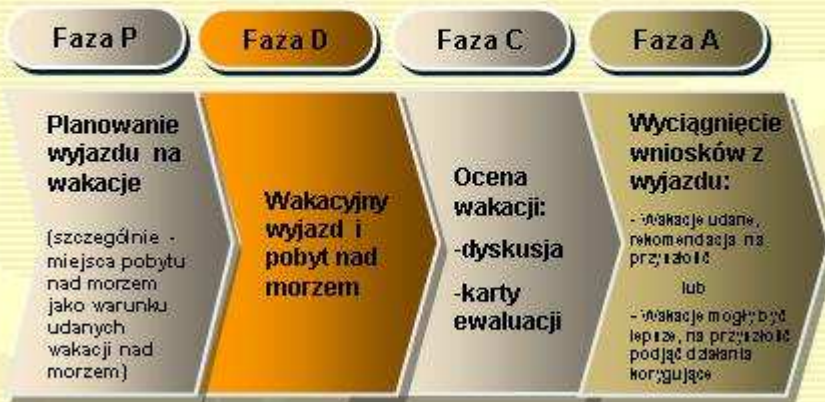 Faza P
Faza D
Faza C
Faza A
Planowanie
wyjazdu na
wakacje
(szczególnie -
miejsca pobytu
nad morzem
jako warunku
udanych
wakacji nad
morzem)
Wakacyjny
wyjazd i
pobyt nad
morzem
Ocena
wakacji:
-dyskusja
-karty
ewaluacji
Wyciągnięcie
wniosków z
wyjazdu:
- Wakacje udane,
rekomendacja na
przyszłość
lub
- Wakacje mogły być
lepsze, na przyszłość
podjąć działania
korygujące